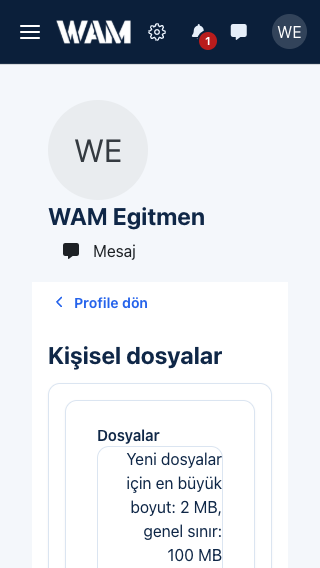 WAM
1
WE
WE
WAM Egitmen
Mesaj
Profile dön
Kişisel dosyalar
Dosyalar
Yeni dosyalar
için en büyük
boyut: 2 MB,
genel sınır:
100 MB